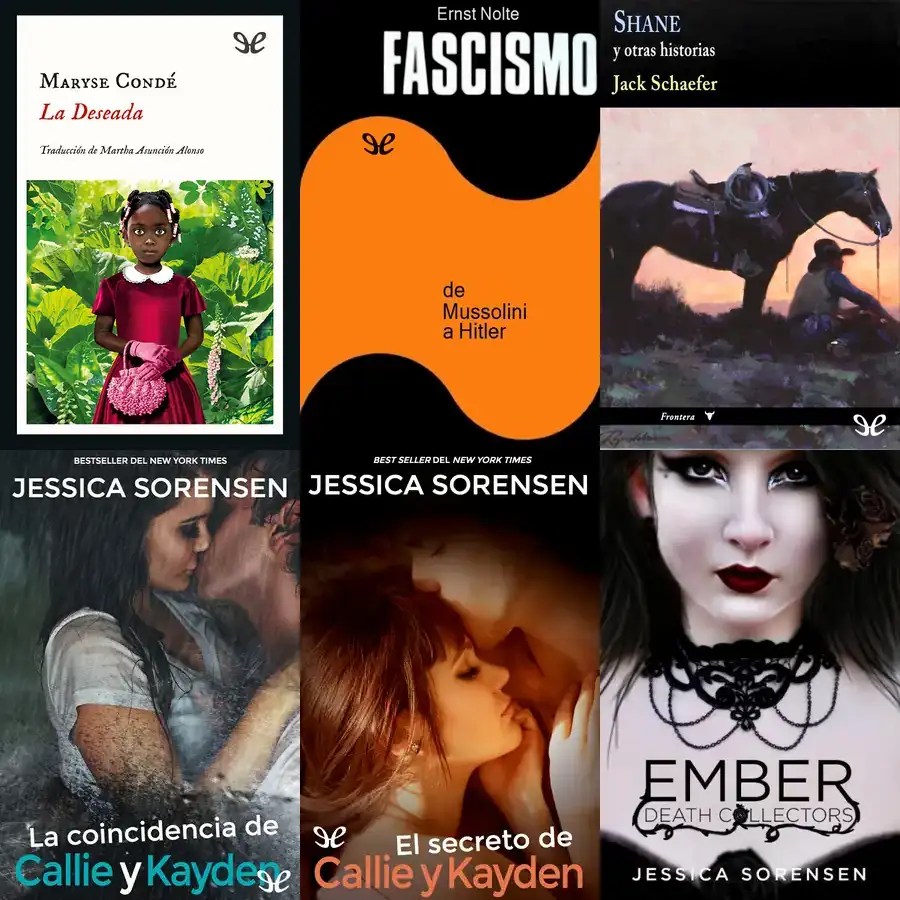 MARYSE CONDÉ
La Deseada
Traducción de Martha Asunción Alonso
Ernst Nolte
FASCISMO
de
Mussolini
a Hitler
SHANE
y otras historias
Jack Schaefer
Frontera
BESTSELLER DEL NEW YORK TIMES
JESSICA SORENSEN
La coincidencia de
Callie y Kayden
BEST SELLER DEL NEW YORK TIMES
JESSICA SORENSEN
El secreto de
Callie y Kayden
EMBER
DEATH COLLECTORS
JESSICA SORENSEN